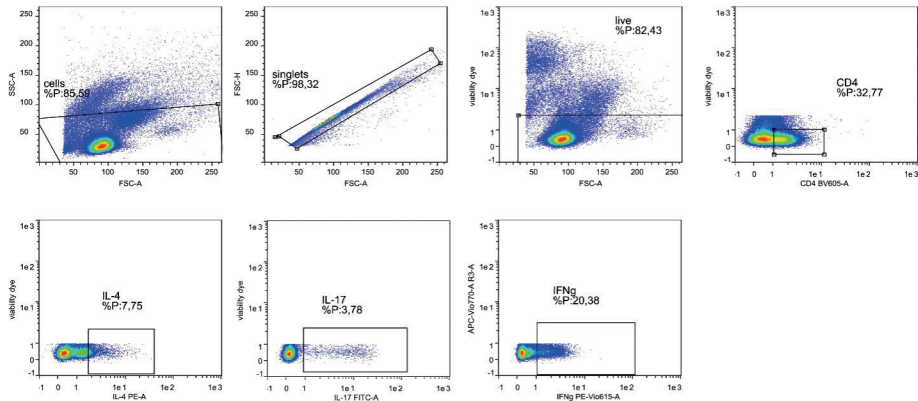 250
200
150
100
50
SSC-A
cells
%P:85,59
50 100 150 200 250
FSC-A
250
200
150
100
50
FSC-H
singlets
%P:98,32
50 100 150 200 250
FSC-A
1e3
1e2
1e1
1
0
-1
viability dye
live
%P:82,43
50 100 150 200 250
FSC-A
1e3
1e2
1e1
1
0
-1
viability dye
CD4
%P:32,77
-1 0 1 1e1 1e2 1e3
CD4 BV605-A
1e3
1e2
1e1
1
0
-1
viability dye
IL-4
%P:7,75
-1 0 1 1e1 1e2 1e3
IL-4 PE-A
1e3
1e2
1e1
1
0
-1
viability dye
IL-17
%P:3,78
-1 0 1 1e1 1e2 1e3
IL-17 FITC-A
1e3
1e2
1e1
1
0
-1
APC-Vio770-A R3-A
IFNg
%P:20,38
-1 0 1 1e1 1e2 1e3
IFNg PE-Vio615-A